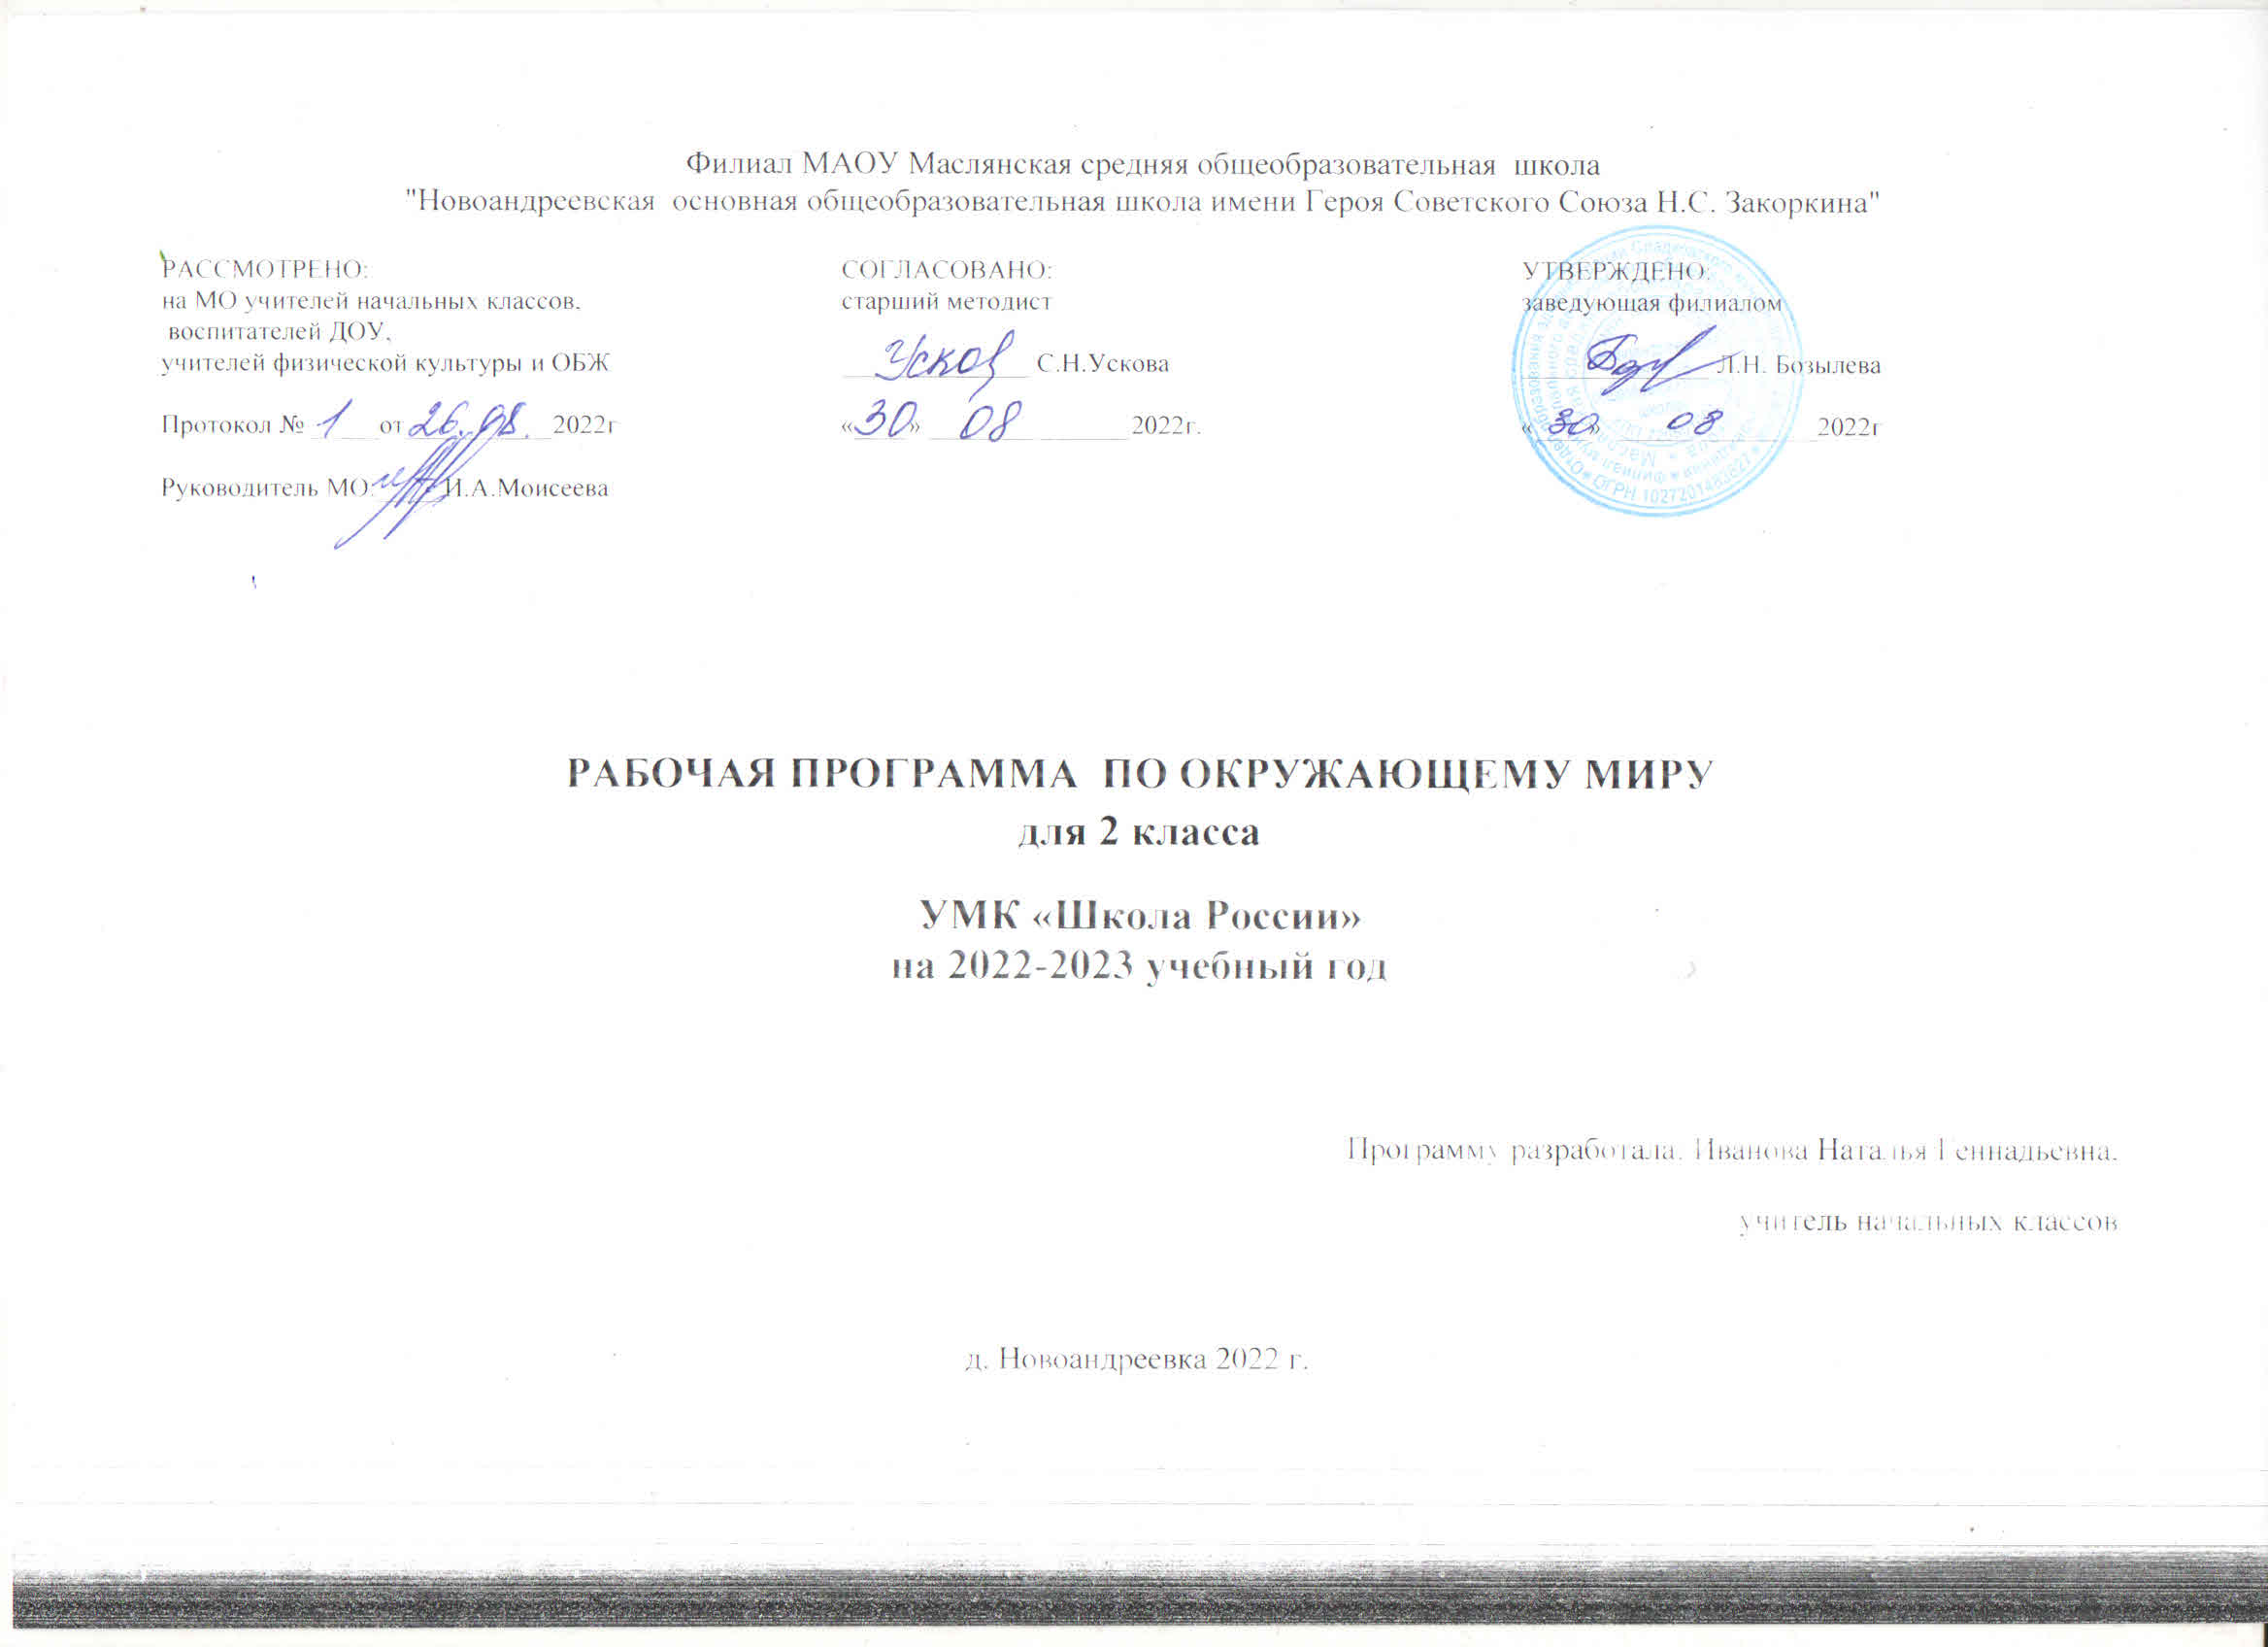 Филиал МАОУ Маслянская средняя общеобразовательная школа
"Новоандреевская основная общеобразовательная школа имени Героя Советского Союза Н.С. Закоркина"
РАССМОТРЕНО:
на МО учителей начальных классов,
воспитателей ДОУ,
учителей физической культуры и ОБЖ
Протокол № 1 от 26.08. 2022г
Руководитель МО: И.А.Моисеева
СОГЛАСОВАНО:
старший методист
Усков С.Н.Ускова
«30» 08 2022г.
УТВЕРЖДЕНО:
заведующая филиалом
Л.Н. Бозылева
«30» 08 2022г
ОГРН 1027201483627
РАБОЧАЯ ПРОГРАММА ПО ОКРУЖАЮЩЕМУ МИРУ
для 2 класса
УМК «Школа России»
на 2022-2023 учебный год
Программу разработала: Иванова Наталья Геннадьевна,
учитель начальных классов
д. Новоандреевка 2022 г.